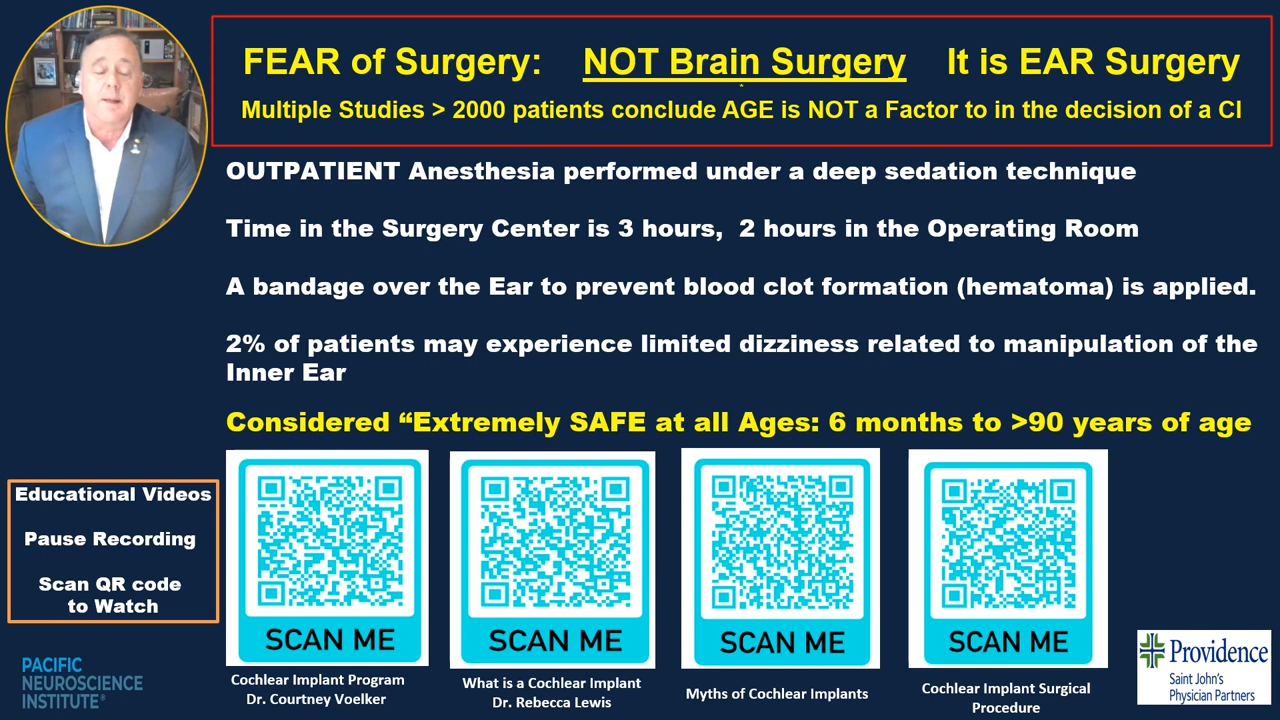 FEAR of Surgery: NOT Brain Surgery It is EAR Surgery
Multiple Studies > 2000 patients conclude AGE is NOT a Factor to in the decision of a CI
OUTPATIENT Anesthesia performed under a deep sedation technique
Time in the Surgery Center is 3 hours, 2 hours in the Operating Room
A bandage over the Ear to prevent blood clot formation (hematoma) is applied.
2% of patients may experience limited dizziness related to manipulation of the
Inner Ear
Considered “Extremely SAFE at all Ages: 6 months to >90 years of age
Educational Videos
Pause Recording
Scan QR code
to Watch
SCAN ME
Cochlear Implant Program
Dr. Courtney Voelker
SCAN ME
What is a Cochlear Implant
Dr. Rebecca Lewis
SCAN ME
Myths of Cochlear Implants
SCAN ME
Cochlear Implant Surgical
Procedure
PACIFIC
NEUROSCIENCE
INSTITUTE®
Providence
Saint John's
Physician Partners